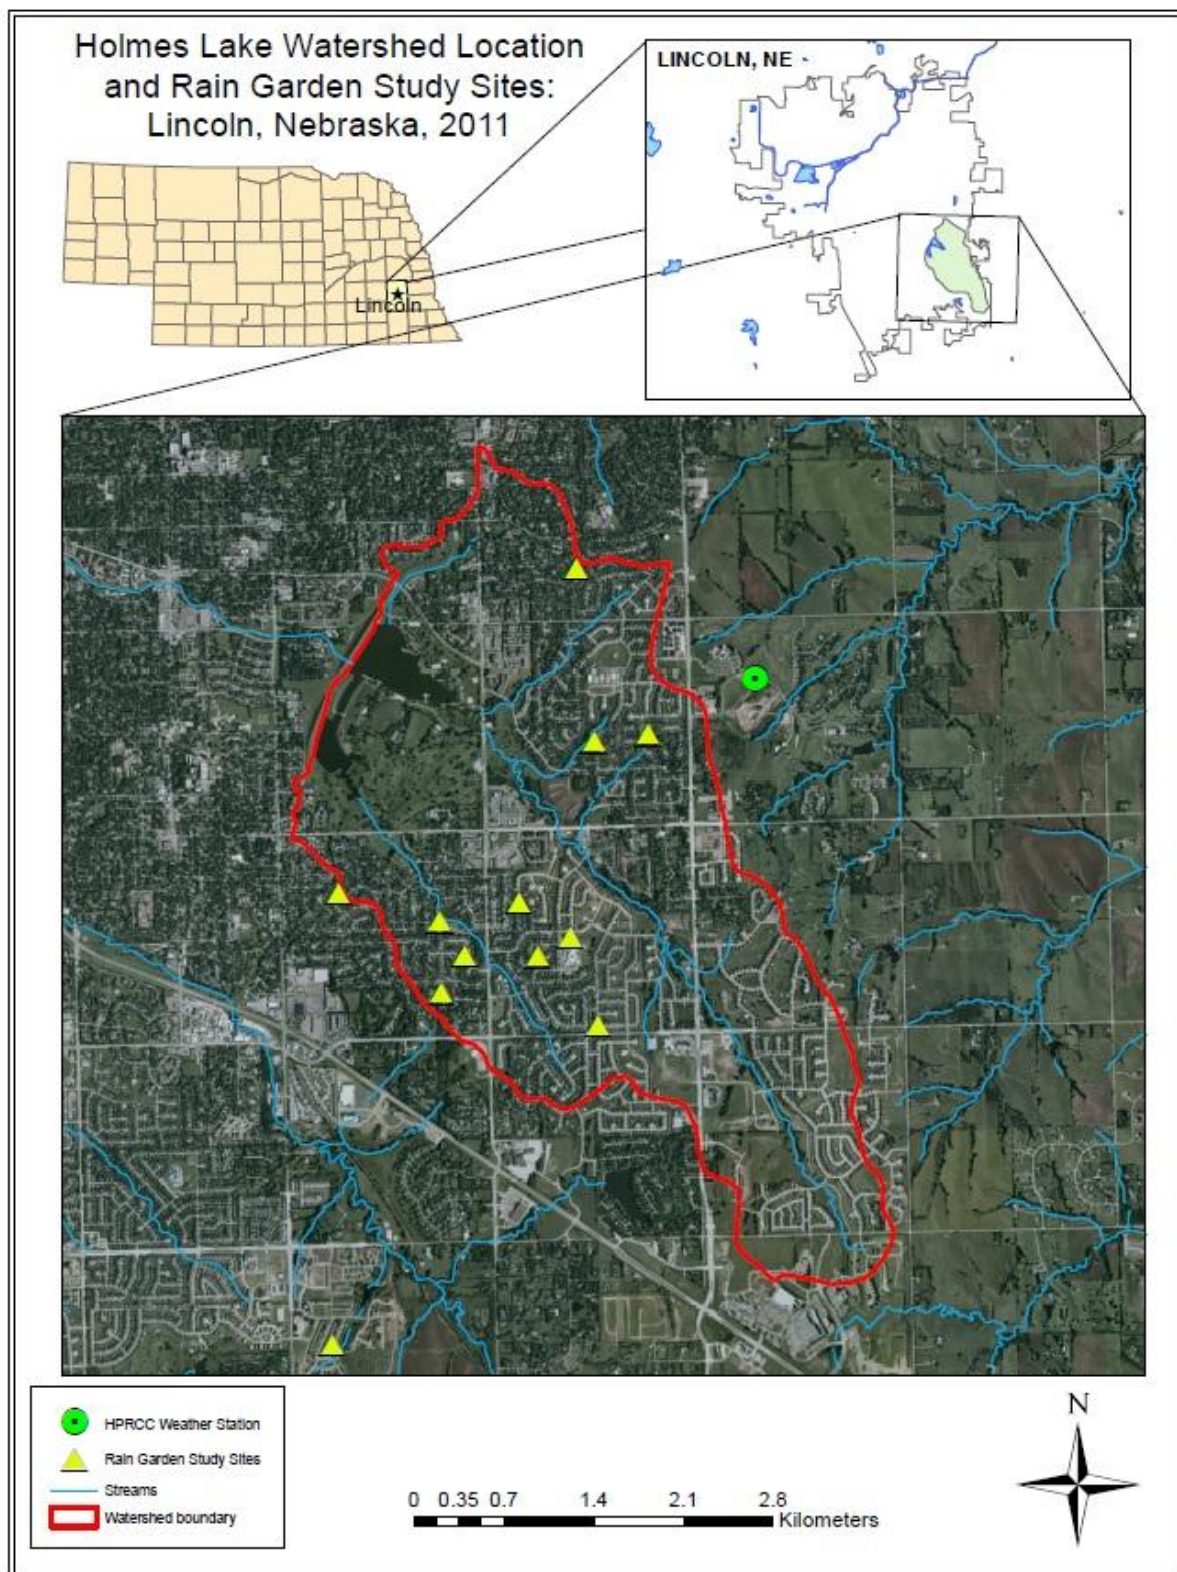 Holmes Lake Watershed Location
and Rain Garden Study Sites:
Lincoln, Nebraska, 2011
LINCOLN, NE
Lincoln
HPRCC Weather Station
Rain Garden Study Sites
Streams
Watershed boundary
0 0.35 0.7 1.4 2.1 2.8
Kilometers
N